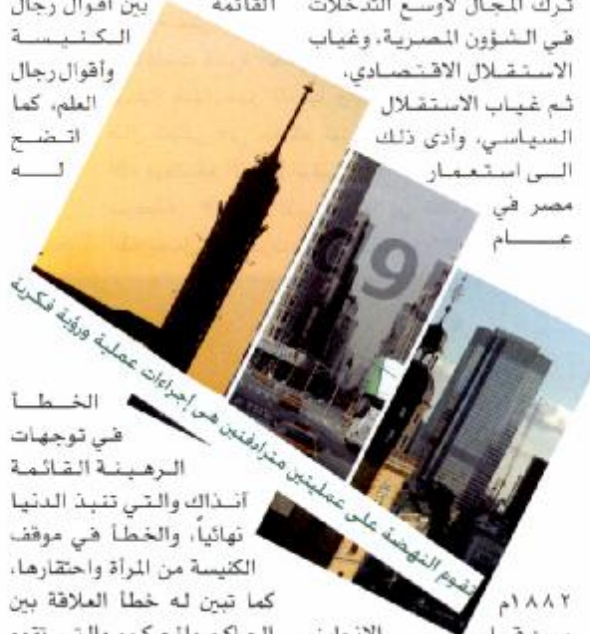 ترك المجال لأوسع التدخلات
في الشؤون المصرية، وغياب
الاستقلال الاقتصادي،
ثم غياب الاستقلال
السياسي، وأدى ذلك
الى استعمار
مصر في
عام
١٨٨٢م
القائمة بين أقوال رجال
الكنيسة
وأقوال رجال
العلم، كما
اتضح
له
الخطأ
في توجهات
الرهبنة القائمة
آنذاك والتي تنبذ الدنيا
نهائياً، والخطأ في موقف
الكنيسة من المرأة واحتقارها،
كما تبين له خطأ العلاقة بين
تقوم النهضة على عمليتين مترادفتين هي إجراءات عملية ورؤية فكرية